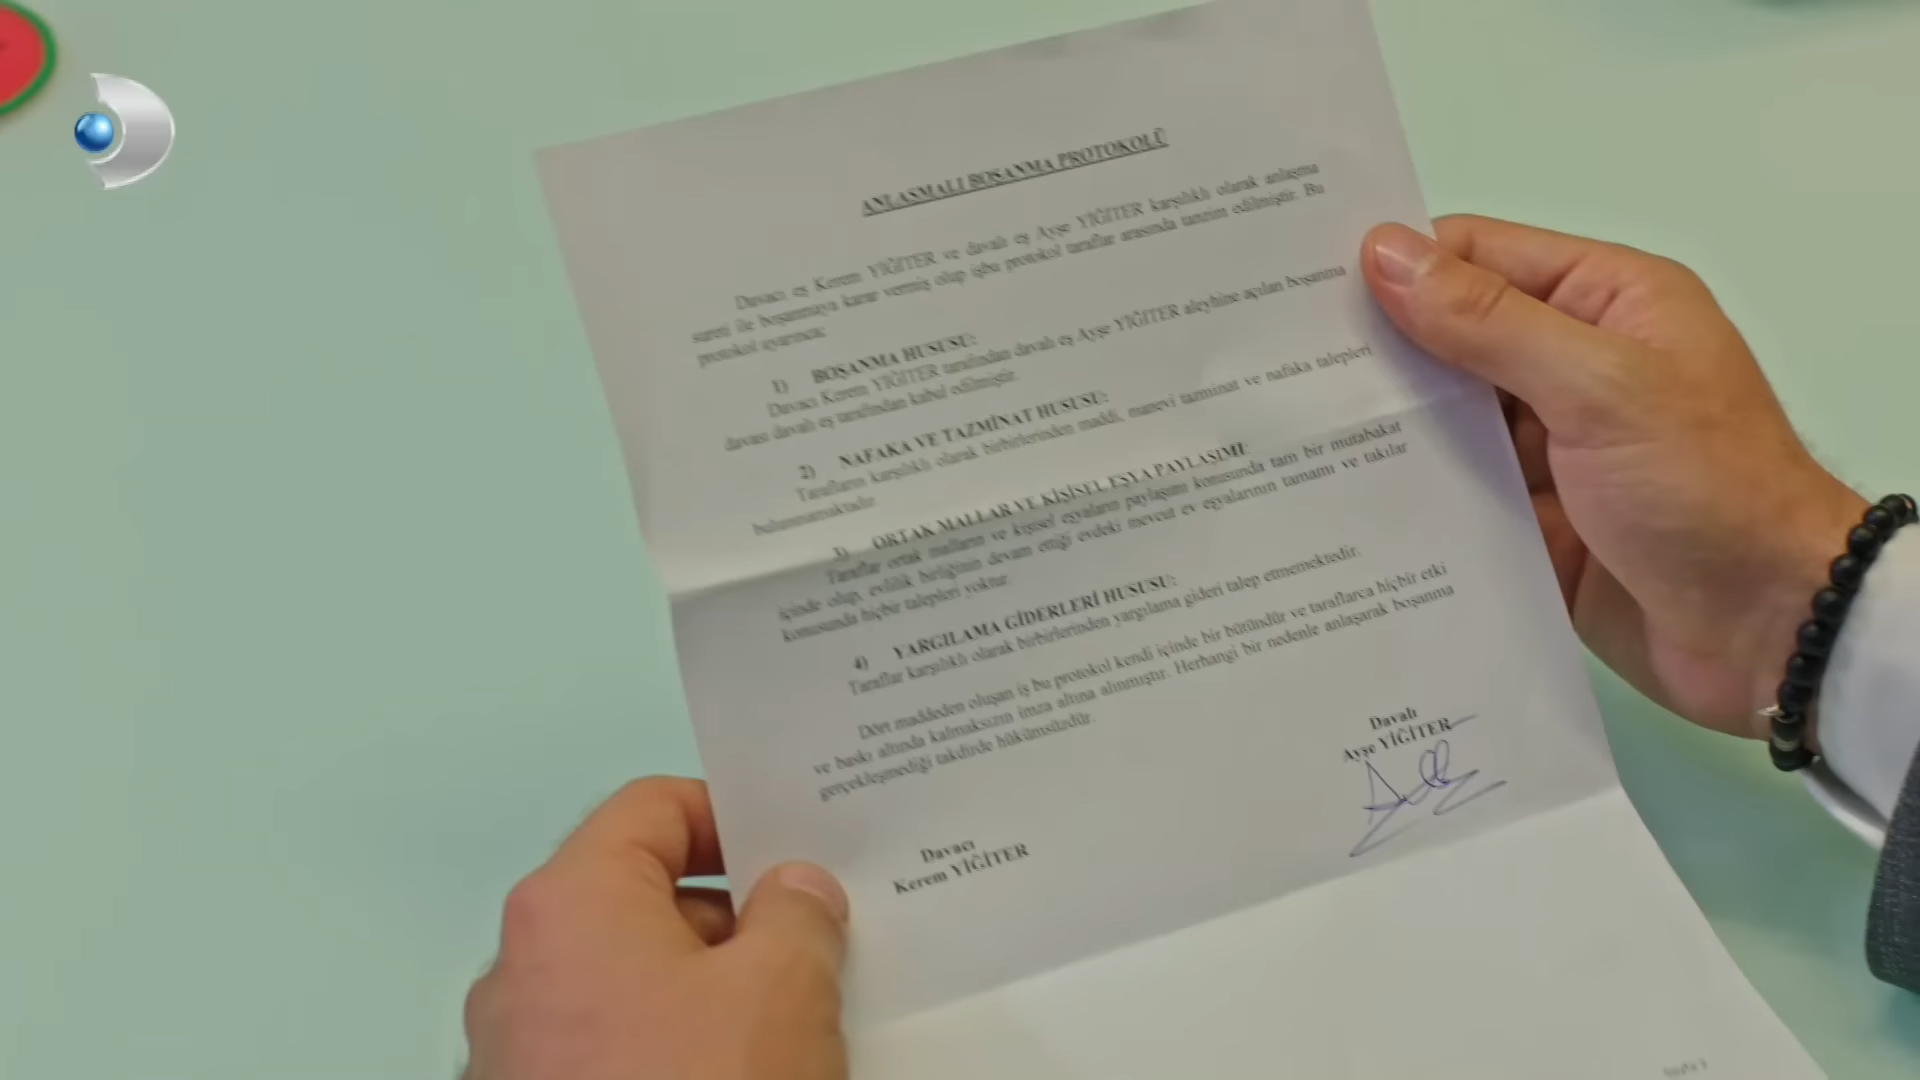 ANLAŞMALI BOŞANMA PROTOKOLÜ
Davacı eş Kerem YİĞİTER ve davalı eş Ayşe YİĞİTER karşılıklı olarak anlaşma
sureti ile boşanmaya karar vermiş olup işbu protokol taraflar arasında tanzim edilmiştir. Bu
protokol uyarınca;
1) BOŞANMA HUSUSU:
Davacı Kerem YİĞİTER tarafından davalı eş Ayşe YİĞİTER aleyhine açılan boşanma
davası davalı eş tarafından kabul edilmiştir.
2) NAFAKA VE TAZMİNAT HUSUSU:
Tarafların karşılıklı olarak birbirlerinden maddi, manevi tazminat ve nafaka talepleri
bulunmamaktadır.
3) ORTAK MALLAR VE KİŞİSEL EŞYA PAYLAŞIMI:
Taraflar ortak malların ve kişisel eşyaların paylaşımı konusunda tam bir mutabakat
içinde olup, evlilik birliğinin devam ettiği evdeki mevcut ev eşyalarının tamamı ve takılar
konusunda hiçbir talepleri yoktur.
4) YARGILAMA GİDERLERİ HUSUSU:
Taraflar karşılıklı olarak birbirlerinden yargılama gideri talep etmemektedir.
Dört maddeden oluşan iş bu protokol kendi içinde bir bütündür ve taraflarca hiçbir etki
ve baskı altında kalmaksızın imza altına alınmıştır. Herhangi bir nedenle anlaşarak boşanma
gerçekleşmediği takdirde hükümsüzdür.
Davalı
Ayşe YİĞİTER
Davacı
Kerem YİĞİTER
Sayfa 1